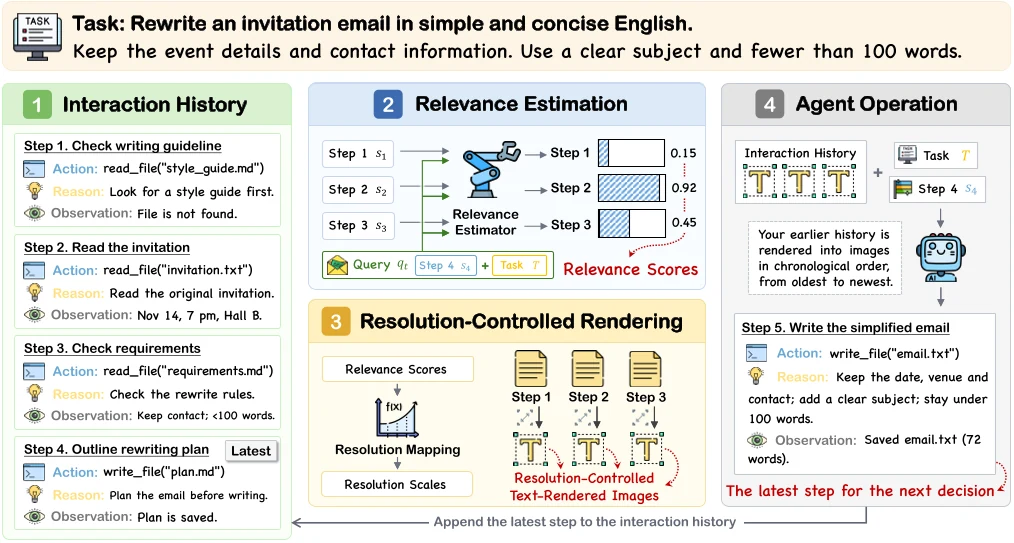 TASK
Task: Rewrite an invitation email in simple and concise English.
Keep the event details and contact information. Use a clear subject and fewer than 100 words.
1 Interaction History
Step 1. Check writing guideline
Action: read_file("style_guide.md")
Reason: Look for a style guide first.
Observation: File is not found.
Step 2. Read the invitation
Action: read_file("invitation.txt")
Reason: Read the original invitation.
Observation: Nov 14, 7 pm, Hall B.
Step 3. Check requirements
Action: read_file("requirements.md")
Reason: Check the rewrite rules.
Observation: Keep contact; <100 words.
Step 4. Outline rewriting plan
Latest
Action: write_file("plan.md")
Reason: Plan the email before writing.
Observation: Plan is saved.
2 Relevance Estimation
Step 1 s₁
Step 2 s₂
Step 3 s₃
Relevance
Estimator
Step 1 0.15
Step 2 0.92
Step 3 0.45
Query qₜ Step 4 s₄ + Task T
Relevance Scores
3 Resolution-Controlled Rendering
Relevance Scores
f(X)
Resolution Mapping
Resolution Scales
Step 1 Step 2 Step 3
T T T
Resolution-Controlled
Text-Rendered Images
4 Agent Operation
Interaction History
T T T
+
Task T
Step 4 s₄
Your earlier history is
rendered into images
in chronological order,
from oldest to newest.
AI
Step 5. Write the simplified email
Action: write_file("email.txt")
Reason: Keep the date, venue and
contact; add a clear subject; stay under
100 words.
Observation: Saved email.txt (72
words).
The latest step for the next decision
Append the latest step to the interaction history